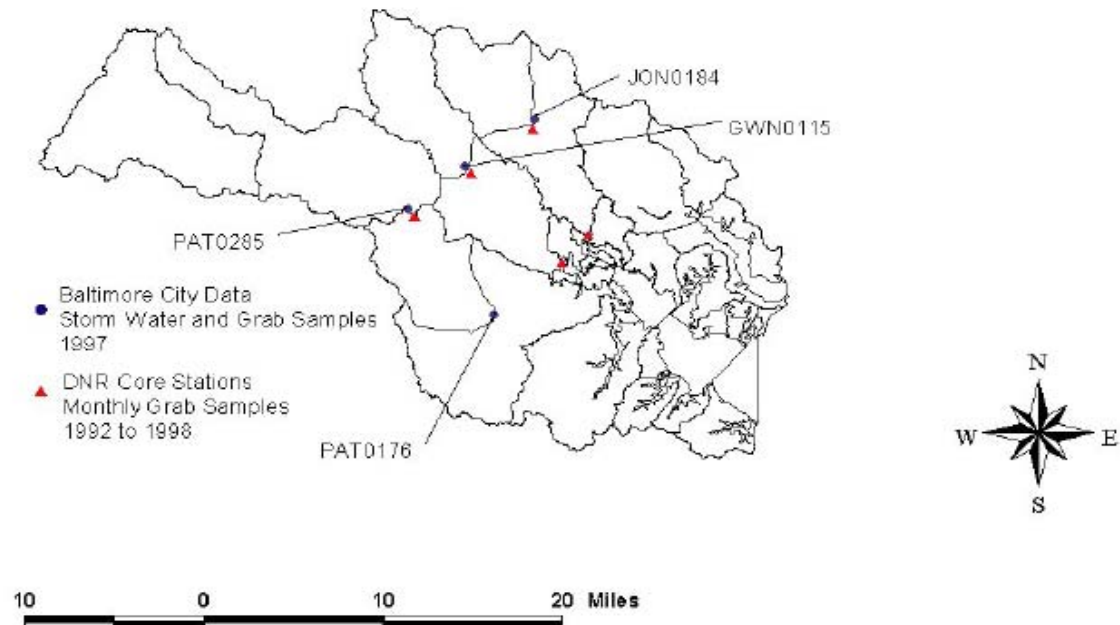 JON0184
GWN0115
PAT0285
Baltimore City Data
Storm Water and Grab Samples
1997
DNR Core Stations
Monthly Grab Samples
1992 to 1998
PAT0176
N
W
E
S
10 0 10 20 Miles